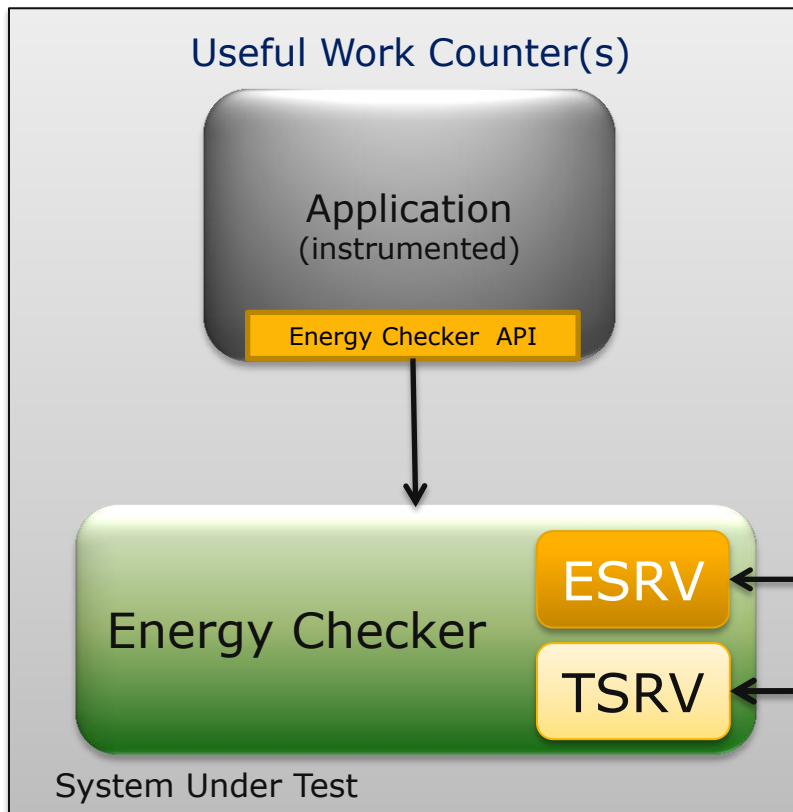 Useful Work Counter(s)
Application
(instrumented)
Energy Checker API
ESRV
Energy Checker
TSRV
System Under Test